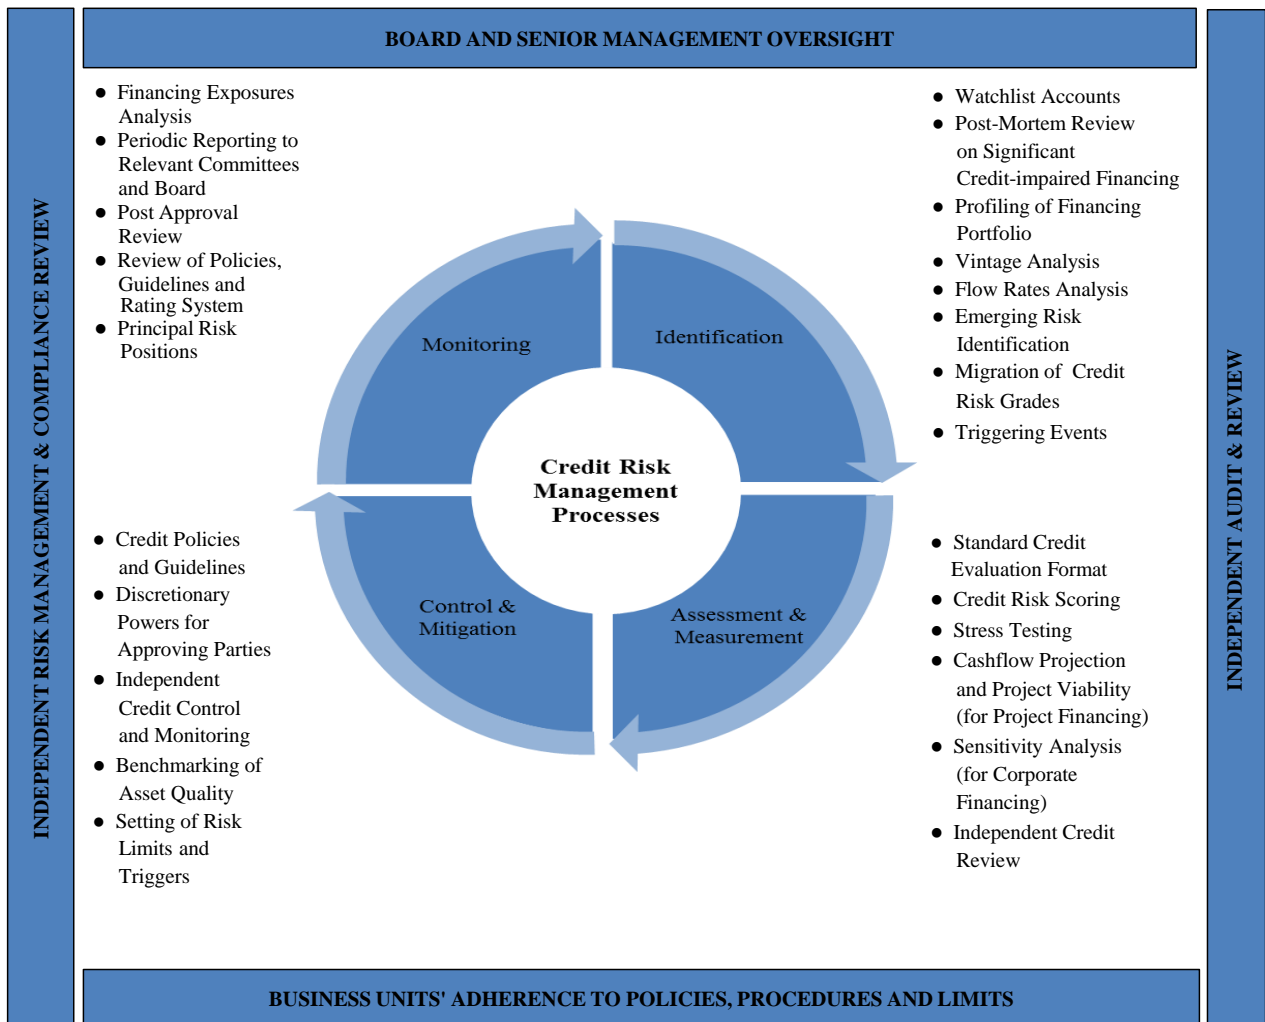 BOARD AND SENIOR MANAGEMENT OVERSIGHT
INDEPENDENT RISK MANAGEMENT & COMPLIANCE REVIEW
● Financing Exposures
Analysis
● Periodic Reporting to
Relevant Committees
and Board
● Post Approval
Review
● Review of Policies,
Guidelines and
Rating System
● Principal Risk
Positions
Monitoring
Identification
● Watchlist Accounts
● Post-Mortem Review
on Significant
Credit-impaired Financing
● Profiling of Financing
Portfolio
● Vintage Analysis
● Flow Rates Analysis
● Emerging Risk
Identification
● Migration of Credit
Risk Grades
● Triggering Events
Credit Risk
Management
Processes
● Credit Policies
and Guidelines
● Discretionary
Powers for
Approving Parties
● Independent
Credit Control
and Monitoring
● Benchmarking of
Asset Quality
● Setting of Risk
Limits and
Triggers
Control &
Mitigation
Assessment &
Measurement
● Standard Credit
Evaluation Format
● Credit Risk Scoring
● Stress Testing
● Cashflow Projection
and Project Viability
(for Project Financing)
● Sensitivity Analysis
(for Corporate
Financing)
● Independent Credit
Review
INDEPENDENT AUDIT & REVIEW
BUSINESS UNITS' ADHERENCE TO POLICIES, PROCEDURES AND LIMITS